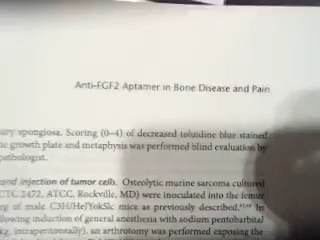 Anti-FGF2 Aptamer in Bone Disease and Pain
spongiosa. Scoring (0–4) of decreased toluidine blue stained
growth plate and metaphysis was performed blind evaluation by
pathologist.
and injection of tumor cells. Osteolytic murine sarcoma cultured
2472, ATCC, Rockville, MD) were inoculated into the femur
of male C3H/HeJYokSlc mice as previously described. In
llowing induction of general anesthesia with sodium pentobarbital
kg, intraperitoneally), an arthrotomy was performed exposing the